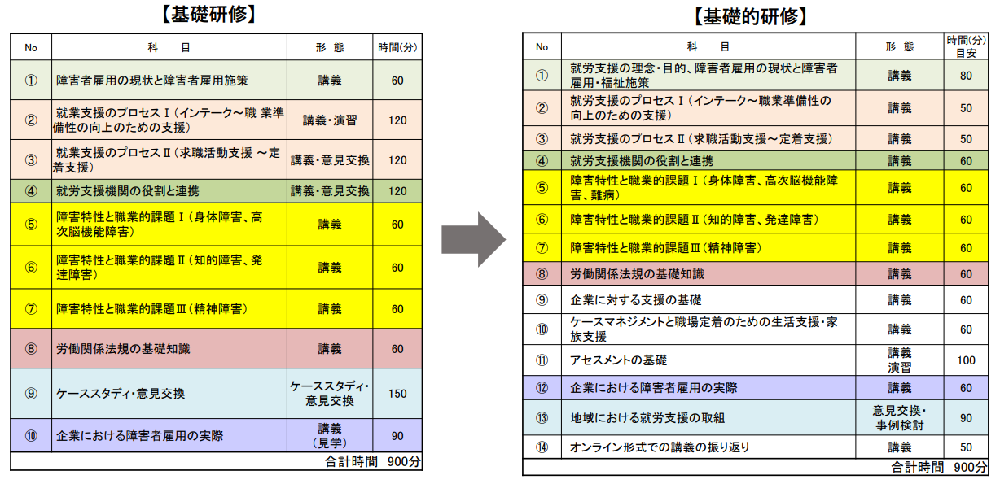 【基礎研修】
No 科 目 形 態 時間(分)
① 障害者雇用の現状と障害者雇用施策 講義 60
② 就業支援のプロセスⅠ（インテーク～職 業準
備性の向上のための支援） 講義・演習 120
③ 就業支援のプロセスⅡ（求職活動支援 ～定
着支援） 講義・意見交換 120
④ 就労支援機関の役割と連携 講義・意見交換 120
⑤ 障害特性と職業的課題Ⅰ（身体障害、高
次脳機能障害） 講義 60
⑥ 障害特性と職業的課題Ⅱ（知的障害、発
達障害） 講義 60
⑦ 障害特性と職業的課題Ⅲ（精神障害） 講義 60
⑧ 労働関係法規の基礎知識 講義 60
⑨ ケーススタディ・意見交換 ケーススタディ・
意見交換 150
⑩ 企業における障害者雇用の実際 講義
（見学） 90
合計時間 900分
【基礎的研修】
No 科 目 形 態 時間(分)
目安
① 就労支援の理念・目的、障害者雇用の現状と障害者
雇用・福祉施策 講義 80
② 就労支援のプロセスⅠ（インテーク～職業準備性の
向上のための支援） 講義 50
③ 就労支援のプロセスⅡ（求職活動支援～定着支援） 講義 50
④ 就労支援機関の役割と連携 講義 60
⑤ 障害特性と職業的課題Ⅰ（身体障害、高次脳機能障
害、難病） 講義 60
⑥ 障害特性と職業的課題Ⅱ（知的障害、発達障害） 講義 60
⑦ 障害特性と職業的課題Ⅲ（精神障害） 講義 60
⑧ 労働関係法規の基礎知識 講義 60
⑨ 企業に対する支援の基礎 講義 60
⑩ ケースマネジメントと職場定着のための生活支援・家
族支援 講義 60
⑪ アセスメントの基礎 講義
演習 100
⑫ 企業における障害者雇用の実際 講義 60
⑬ 地域における就労支援の取組 意見交換・
事例検討 90
⑭ オンライン形式での講義の振り返り 講義 50
合計時間 900分